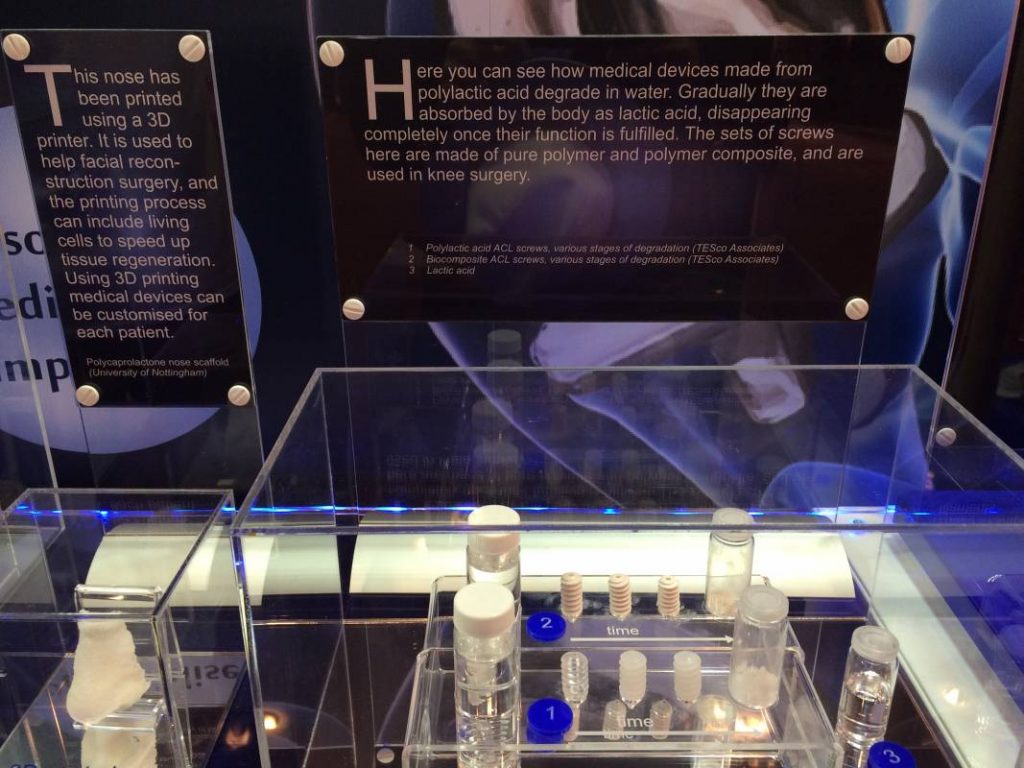 This nose has
been printed
using a 3D
printer. It is used to
help facial recon-
struction surgery, and
the printing process
can include living
cells to speed up
tissue regeneration.
Using 3D printing
medical devices can
be customised for
each patient.
Polycaprolactone nose scaffold
(University of Nottingham)
Here you can see how medical devices made from
polylactic acid degrade in water. Gradually they are
absorbed by the body as lactic acid, disappearing
completely once their function is fulfilled. The sets of screws
here are made of pure polymer and polymer composite, and are
used in knee surgery.
1 Polylactic acid ACL screws, various stages of degradation (TESco Associates)
2 Biocomposite ACL screws, various stages of degradation (TESco Associates)
3 Lactic acid
2
time
1
time
3